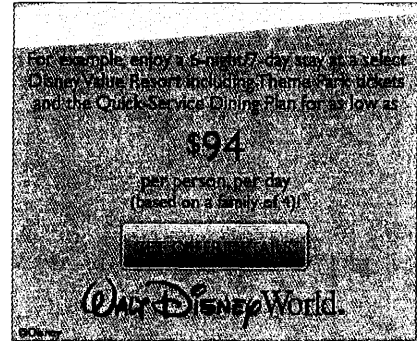 For example, enjoy a 6-night/7-day stay at a select
Disney Value Resort including Theme Park tickets
and the Quick-Service Dining Plan for as low as
$94
per person, per day
(based on a family of 4)!
Walt Disney World.
©Disney